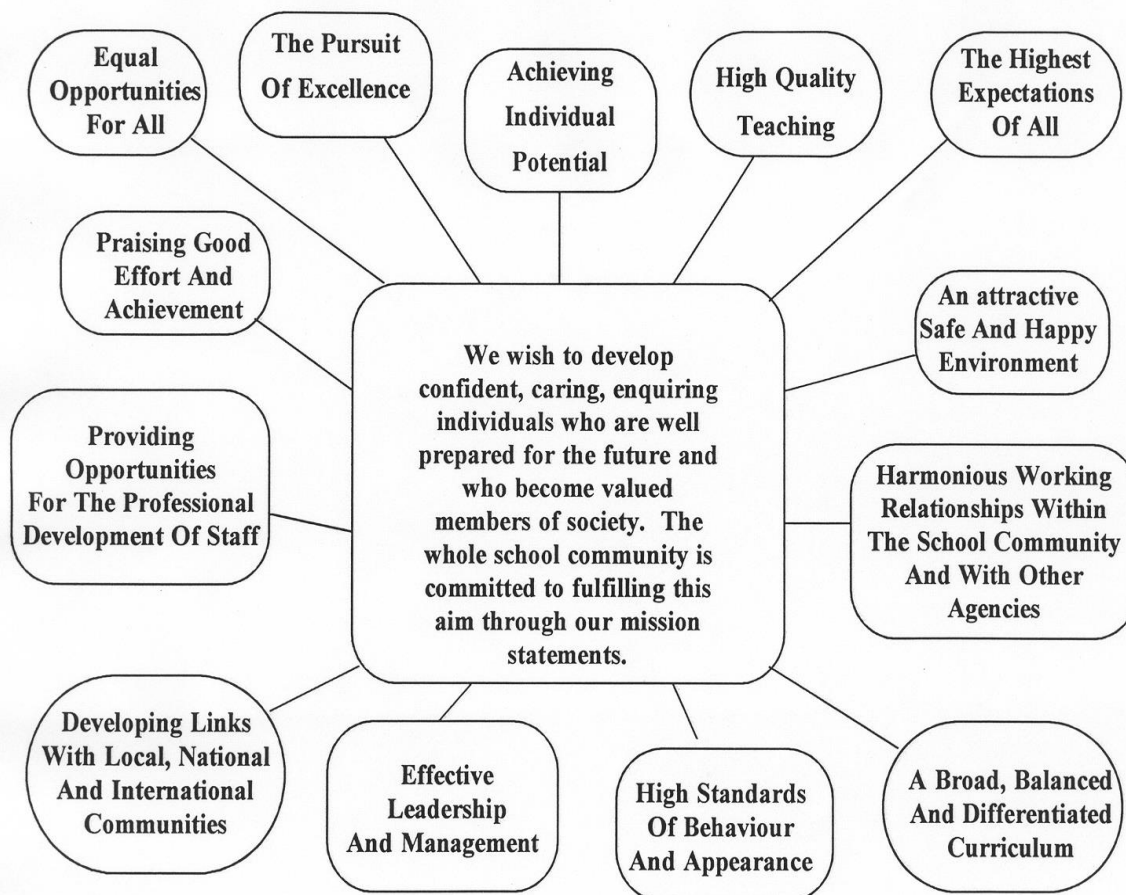 Equal
Opportunities
For All
The Pursuit
Of Excellence
Achieving
Individual
Potential
High Quality
Teaching
The Highest
Expectations
Of All
Praising Good
Effort And
Achievement
An attractive
Safe And Happy
Environment
We wish to develop
confident, caring, enquiring
individuals who are well
prepared for the future and
who become valued
members of society.  The
whole school community is
committed to fulfilling this
aim through our mission
statements.
Providing
Opportunities
For The Professional
Development Of Staff
Harmonious Working
Relationships Within
The School Community
And With Other
Agencies
Developing Links
With Local, National
And International
Communities
Effective
Leadership
And Management
High Standards
Of Behaviour
And Appearance
A Broad, Balanced
And Differentiated
Curriculum